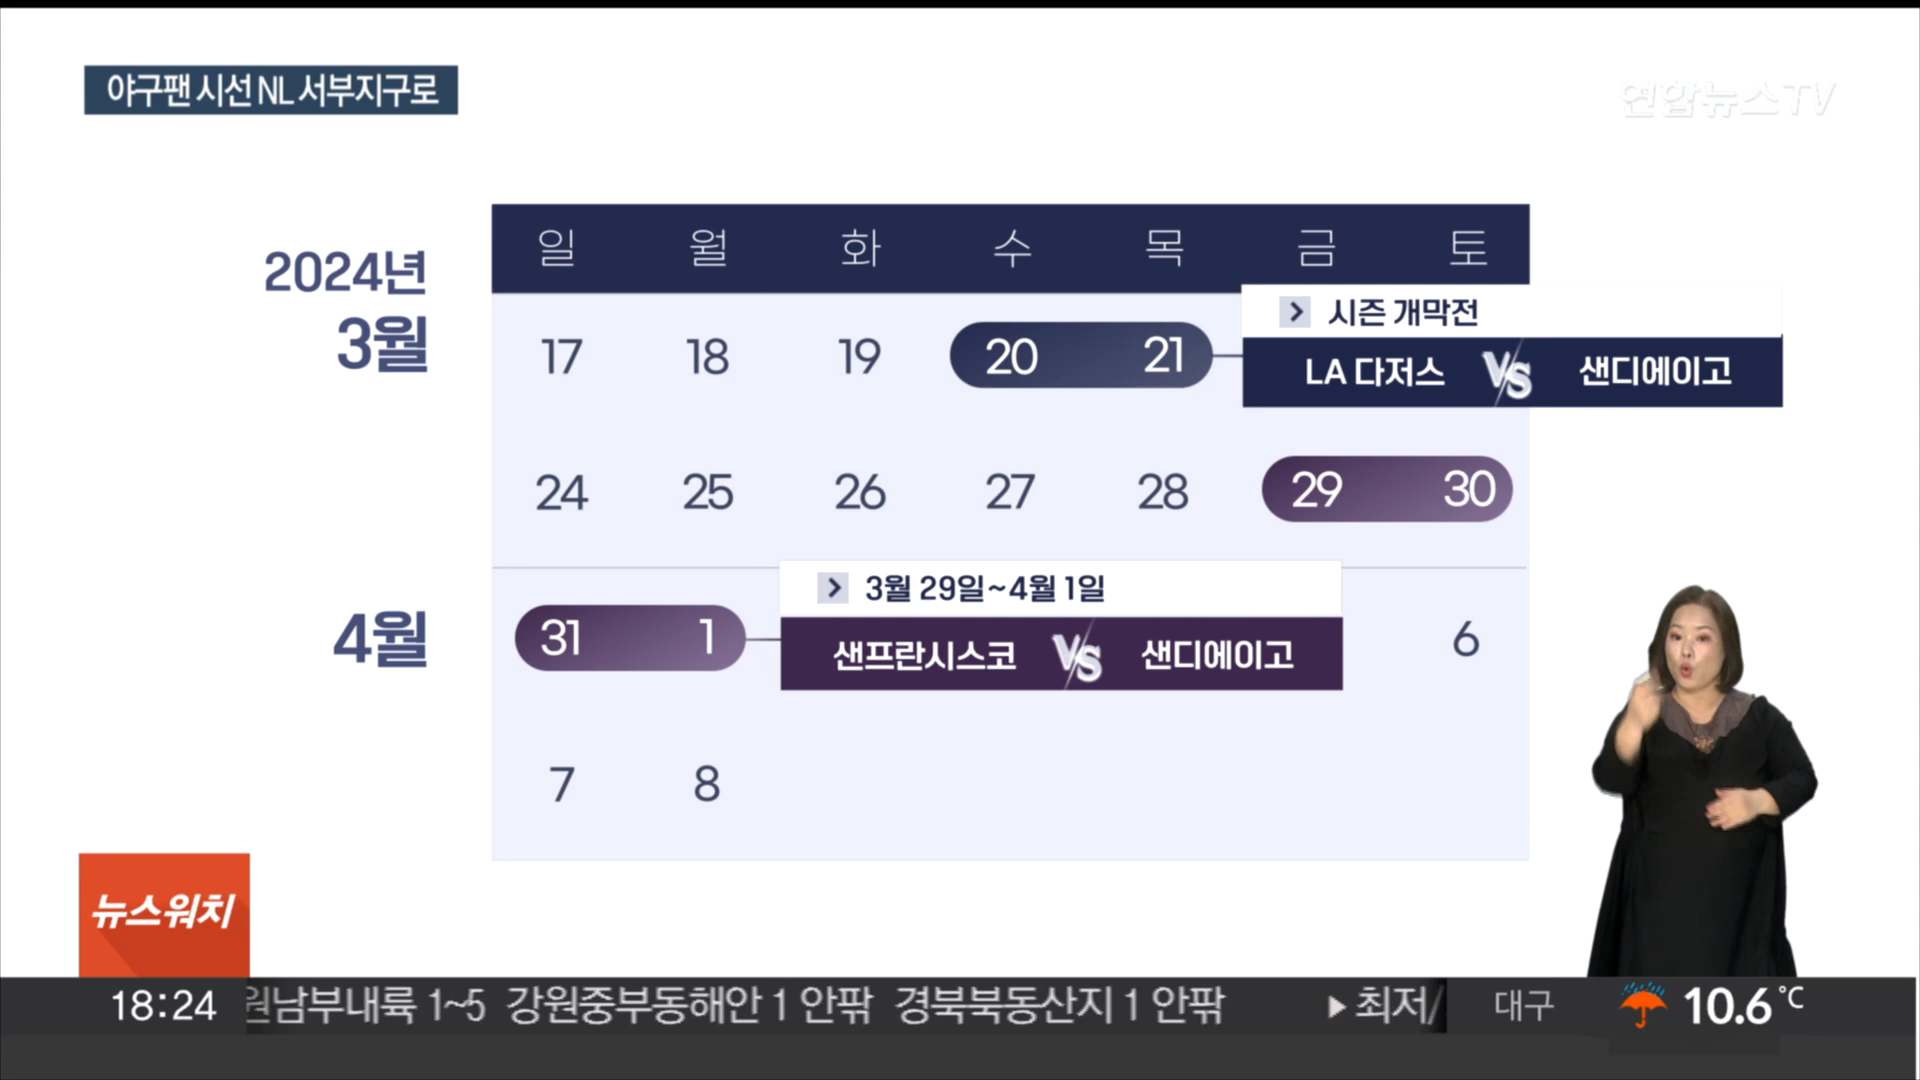 야구팬 시선 NL 서부지구로
연합뉴스TV
2024년
3월
4월
일 월 화 수 목 금 토
17 18 19 20 21
시즌 개막전
LA 다저스 VS 샌디에이고
24 25 26 27 28 29 30
31 1
3월 29일~4월 1일
샌프란시스코 VS 샌디에이고
6
7 8
뉴스워치
18:24 원남부내륙 1~5 강원중부동해안 1 안팎 경북북동산지 1 안팎 ▶최저/ 대구 10.6℃